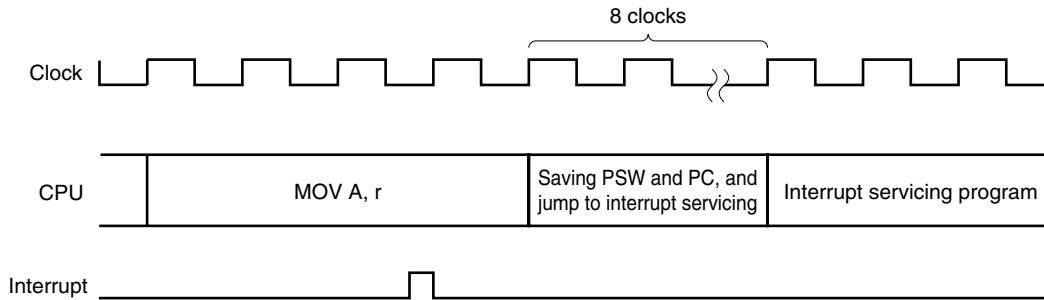 8 clocks
Clock
CPU
MOV A, r
Saving PSW and PC, and
jump to interrupt servicing
Interrupt servicing program
Interrupt